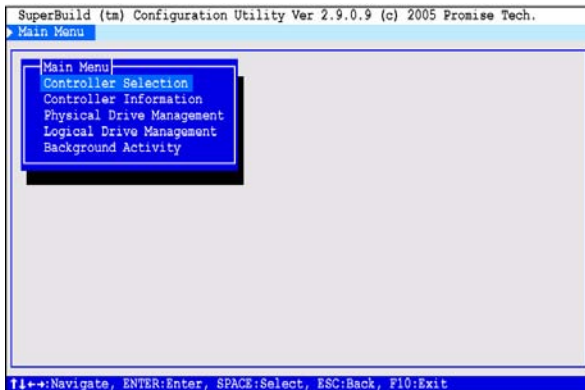 SuperBuild (tm) Configuration Utility Ver 2.9.0.9 (c) 2005 Promise Tech.
Main Menu
Main Menu
Controller Selection
Controller Information
Physical Drive Management
Logical Drive Management
Background Activity
↑↓←→:Navigate, ENTER:Enter, SPACE:Select, ESC:Back, F10:Exit